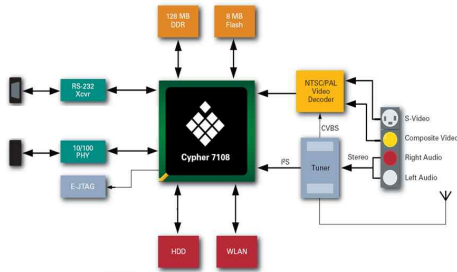 128 MB
DDR
8 MB
Flash
RS-232
Xcvr
NTSC/PAL
Video
Decoder
S-Video
CVBS
Composite Video
10/100
PHY
Cypher 7108
I²S
Tuner
Stereo
Right Audio
Left Audio
E-JTAG
HDD
WLAN